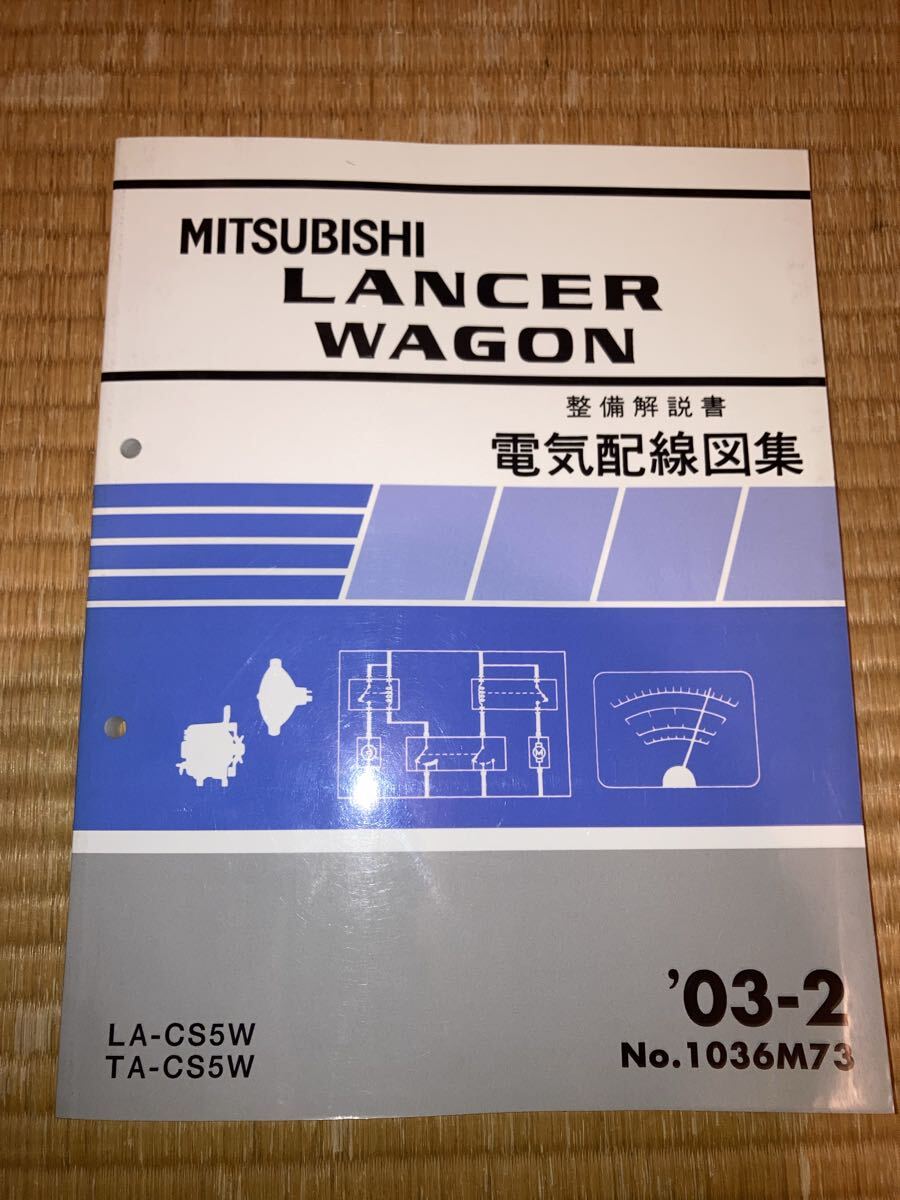 MITSUBISHI
LANCER
WAGON
整備解説書
電気配線図集
M
'03-2
No.1036M73
LA-CS5W
TA-CS5W